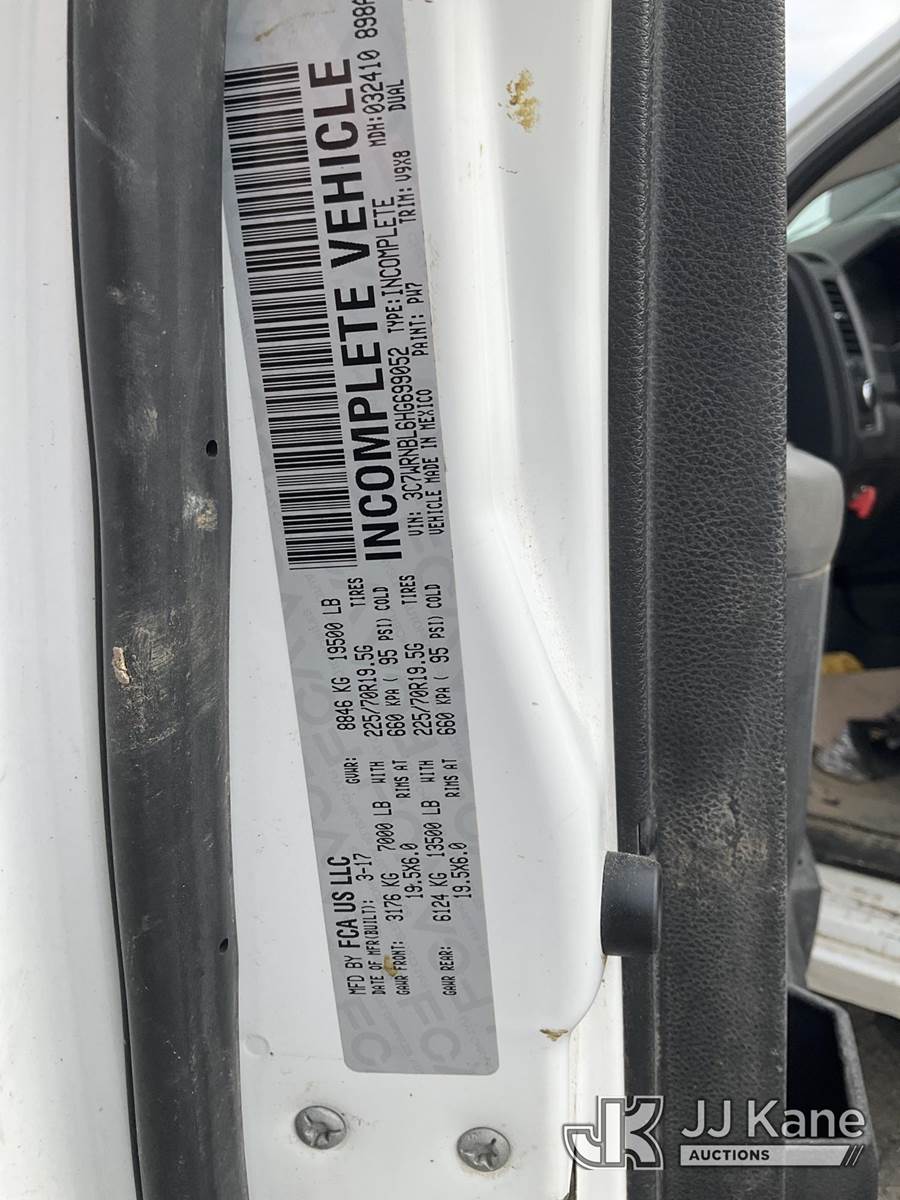 MFD BY FCA US LLC
DATE OF MFR(BUILT): 3-17 GVWR: 8846 KG 19500 LB
GAWR FRONT: 3176 KG 7000 LB WITH 225/70R19.5G TIRES
19.5X6.0 RIMS AT 660 KPA ( 95 PSI) COLD
GAWR REAR: 6124 KG 13500 LB WITH 225/70R19.5G TIRES
19.5X6.0 RIMS AT 660 KPA ( 95 PSI) COLD
INCOMPLETE VEHICLE
MDH:032410 898A
DUAL
VIN: 3C7WRNBL6HG699052 TYPE:INCOMPLETE
VEHICLE MADE IN MEXICO PAINT: PW7 TRIM: V9X8
JK JJ Kane
AUCTIONS